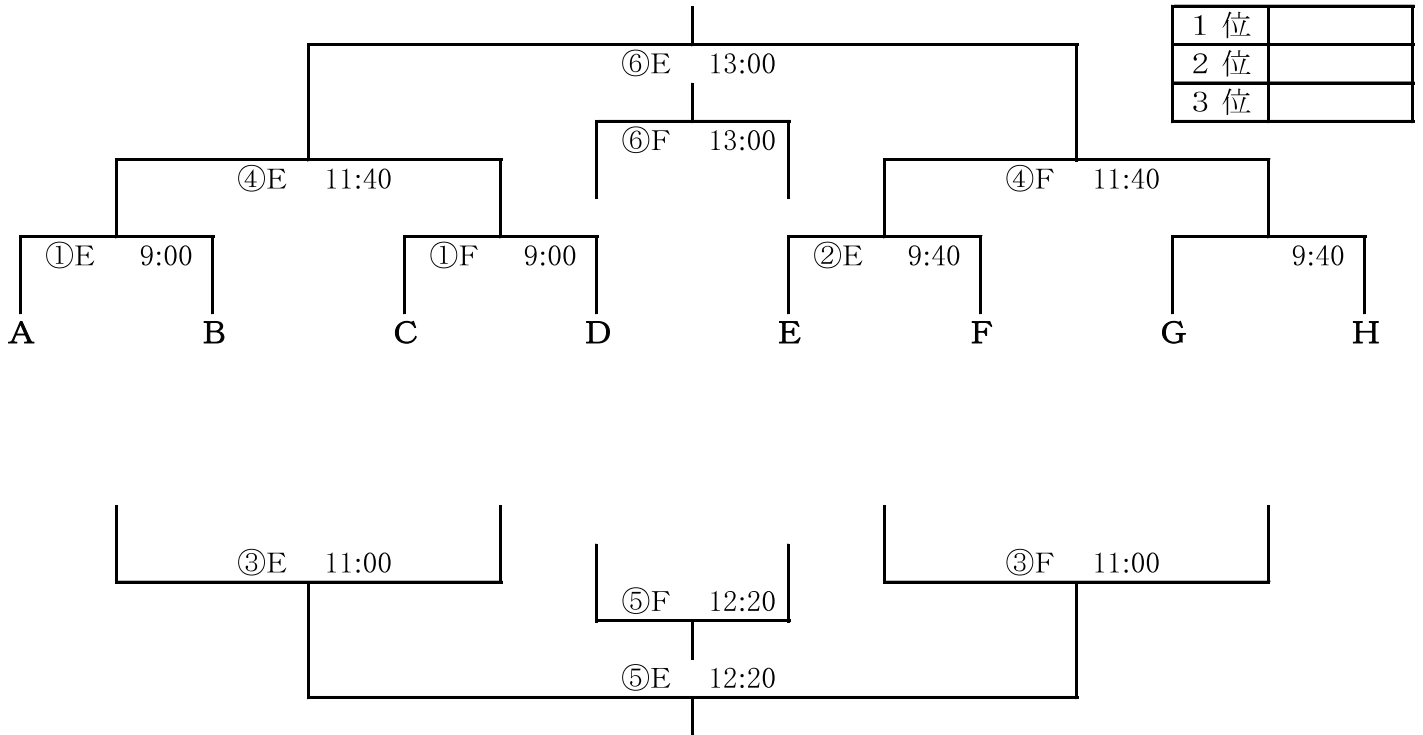 ⑥E 13:00
1 位
2 位
3 位
⑥F 13:00
④E 11:40
④F 11:40
①E 9:00
①F 9:00
②E 9:40
9:40
A B C D E F G H
③E 11:00
③F 11:00
⑤F 12:20
⑤E 12:20